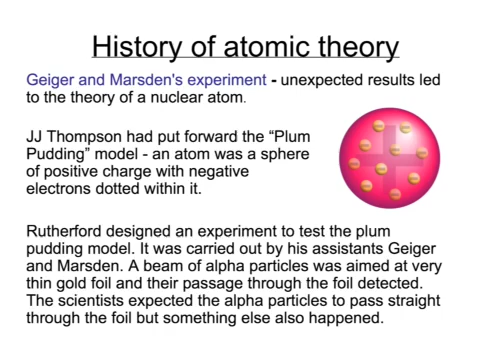 History of atomic theory
Geiger and Marsden's experiment - unexpected results led
to the theory of a nuclear atom.
JJ Thompson had put forward the “Plum
Pudding” model - an atom was a sphere
of positive charge with negative
electrons dotted within it.
Rutherford designed an experiment to test the plum
pudding model. It was carried out by his assistants Geiger
and Marsden. A beam of alpha particles was aimed at very
thin gold foil and their passage through the foil detected.
The scientists expected the alpha particles to pass straight
through the foil but something else also happened.